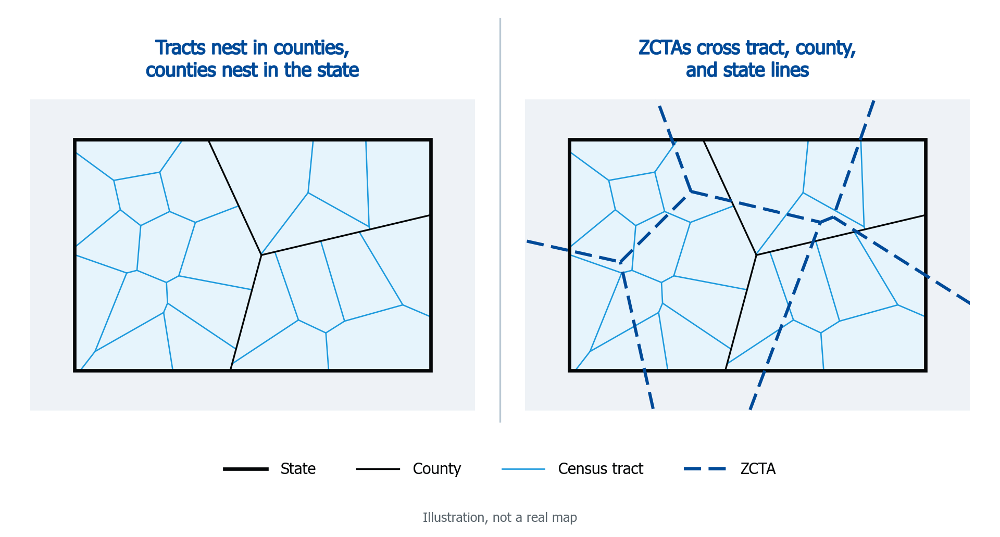 Tracts nest in counties,
counties nest in the state
ZCTAs cross tract, county,
and state lines
State
County
Census tract
ZCTA
Illustration, not a real map